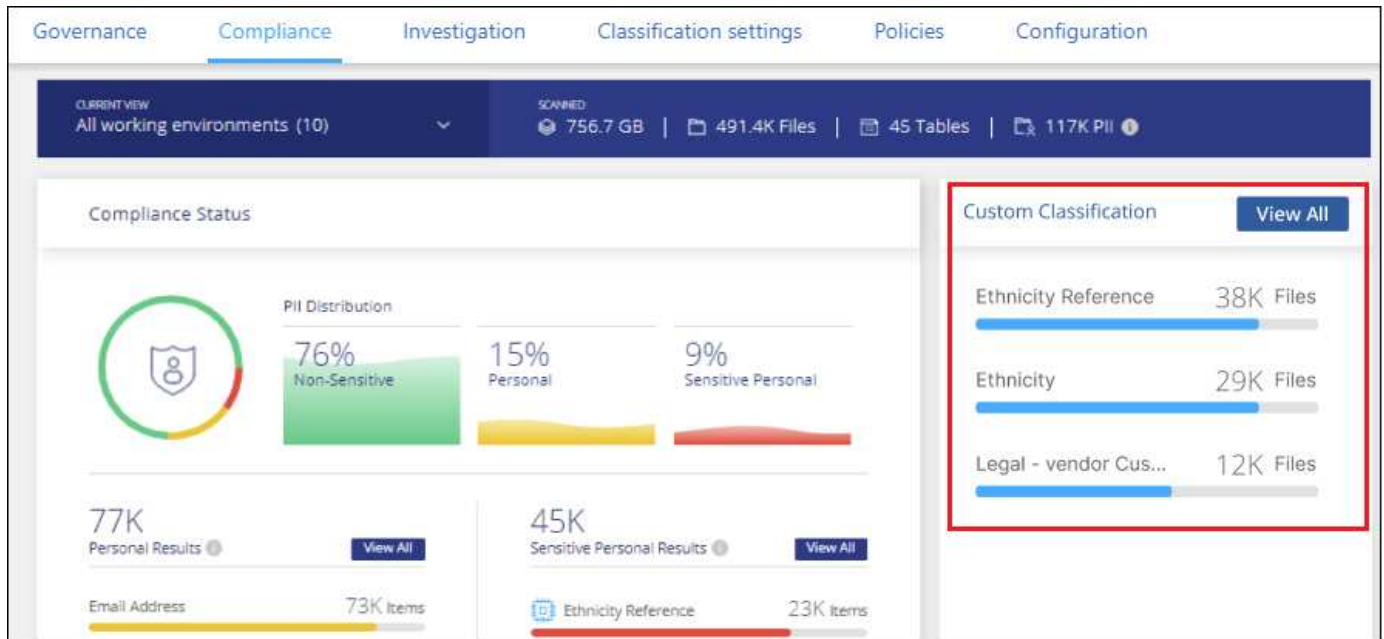 Governance Compliance Investigation Classification settings Policies Configuration
CURRENT VIEW
All working environments (10)
SCANNED
756.7 GB | 491.4K Files | 45 Tables | 117K PII
Compliance Status
PII Distribution
76%
Non-Sensitive
15%
Personal
9%
Sensitive Personal
77K
Personal Results View All
Email Address 73K Items
45K
Sensitive Personal Results View All
Ethnicity Reference 23K Items
Custom Classification View All
Ethnicity Reference 38K Files
Ethnicity 29K Files
Legal - vendor Cus... 12K Files